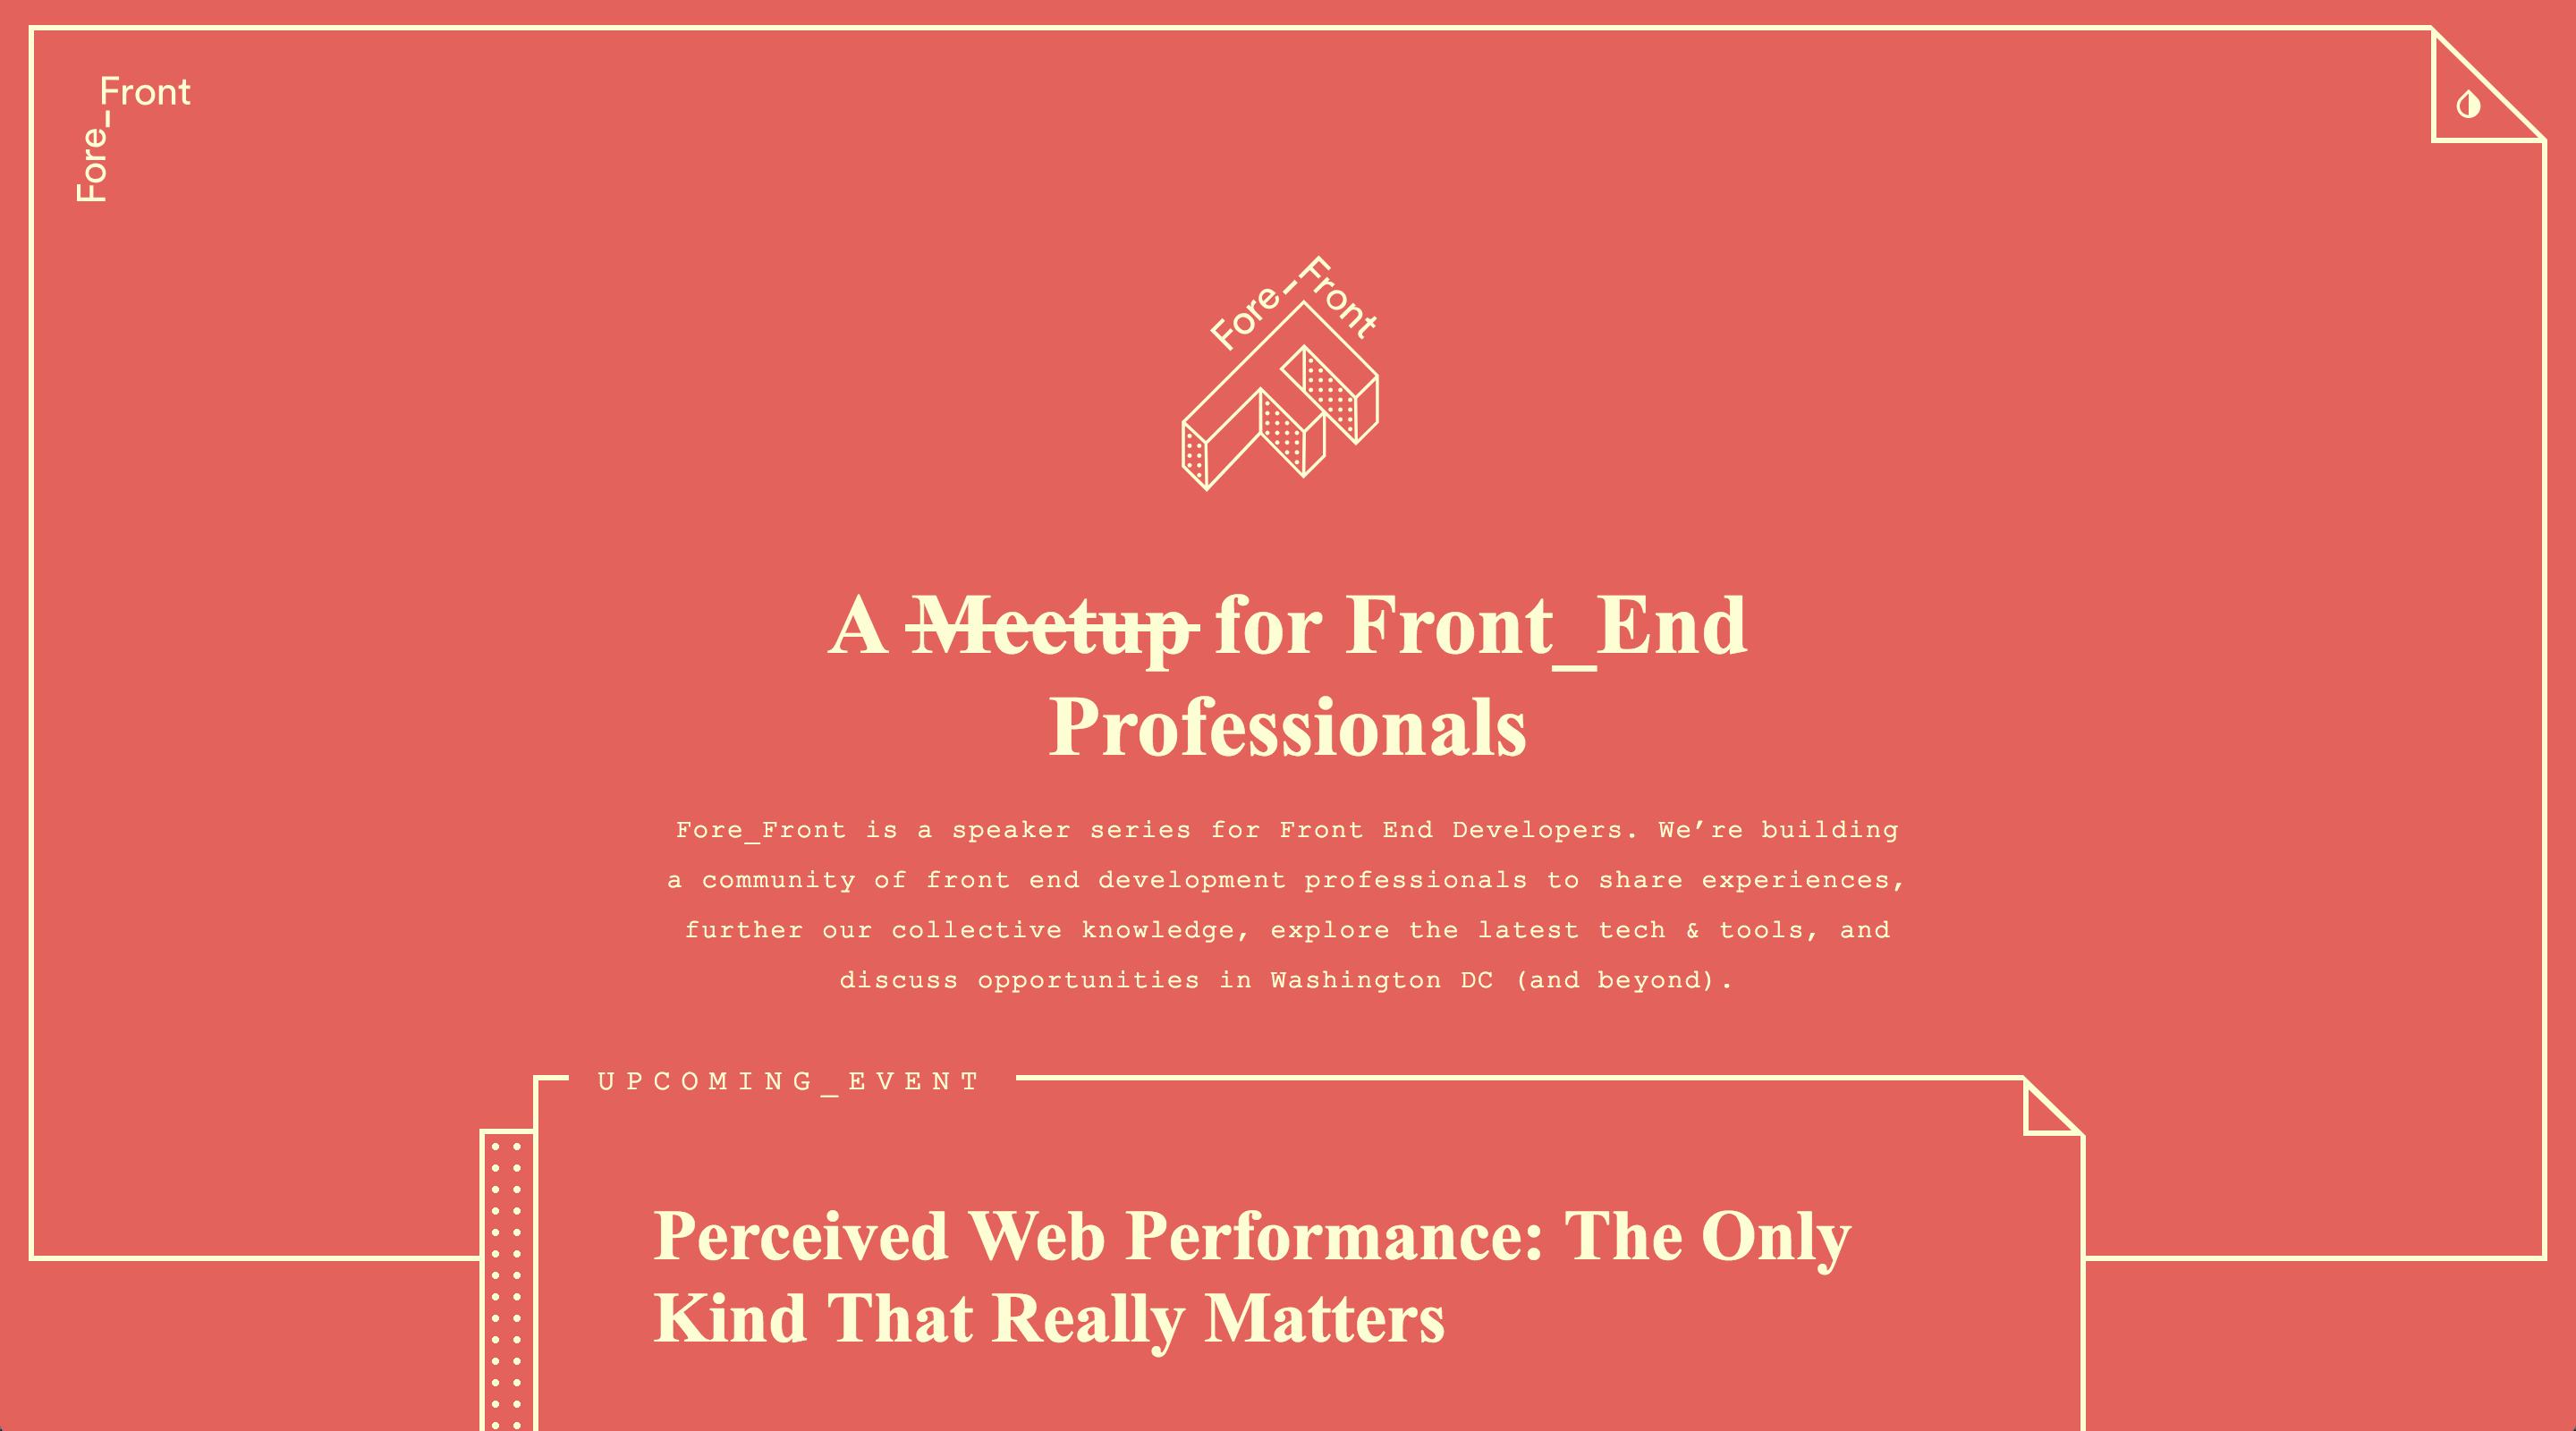 Fore_Front
Fore_Front
A Meetup for Front_End
Professionals
Fore_Front is a speaker series for Front End Developers. We’re building
a community of front end development professionals to share experiences,
further our collective knowledge, explore the latest tech & tools, and
discuss opportunities in Washington DC (and beyond).
UPCOMING_EVENT
Perceived Web Performance: The Only
Kind That Really Matters